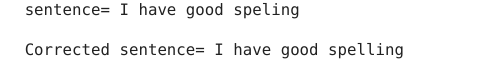 sentence= I have good speling
Corrected sentence= I have good spelling